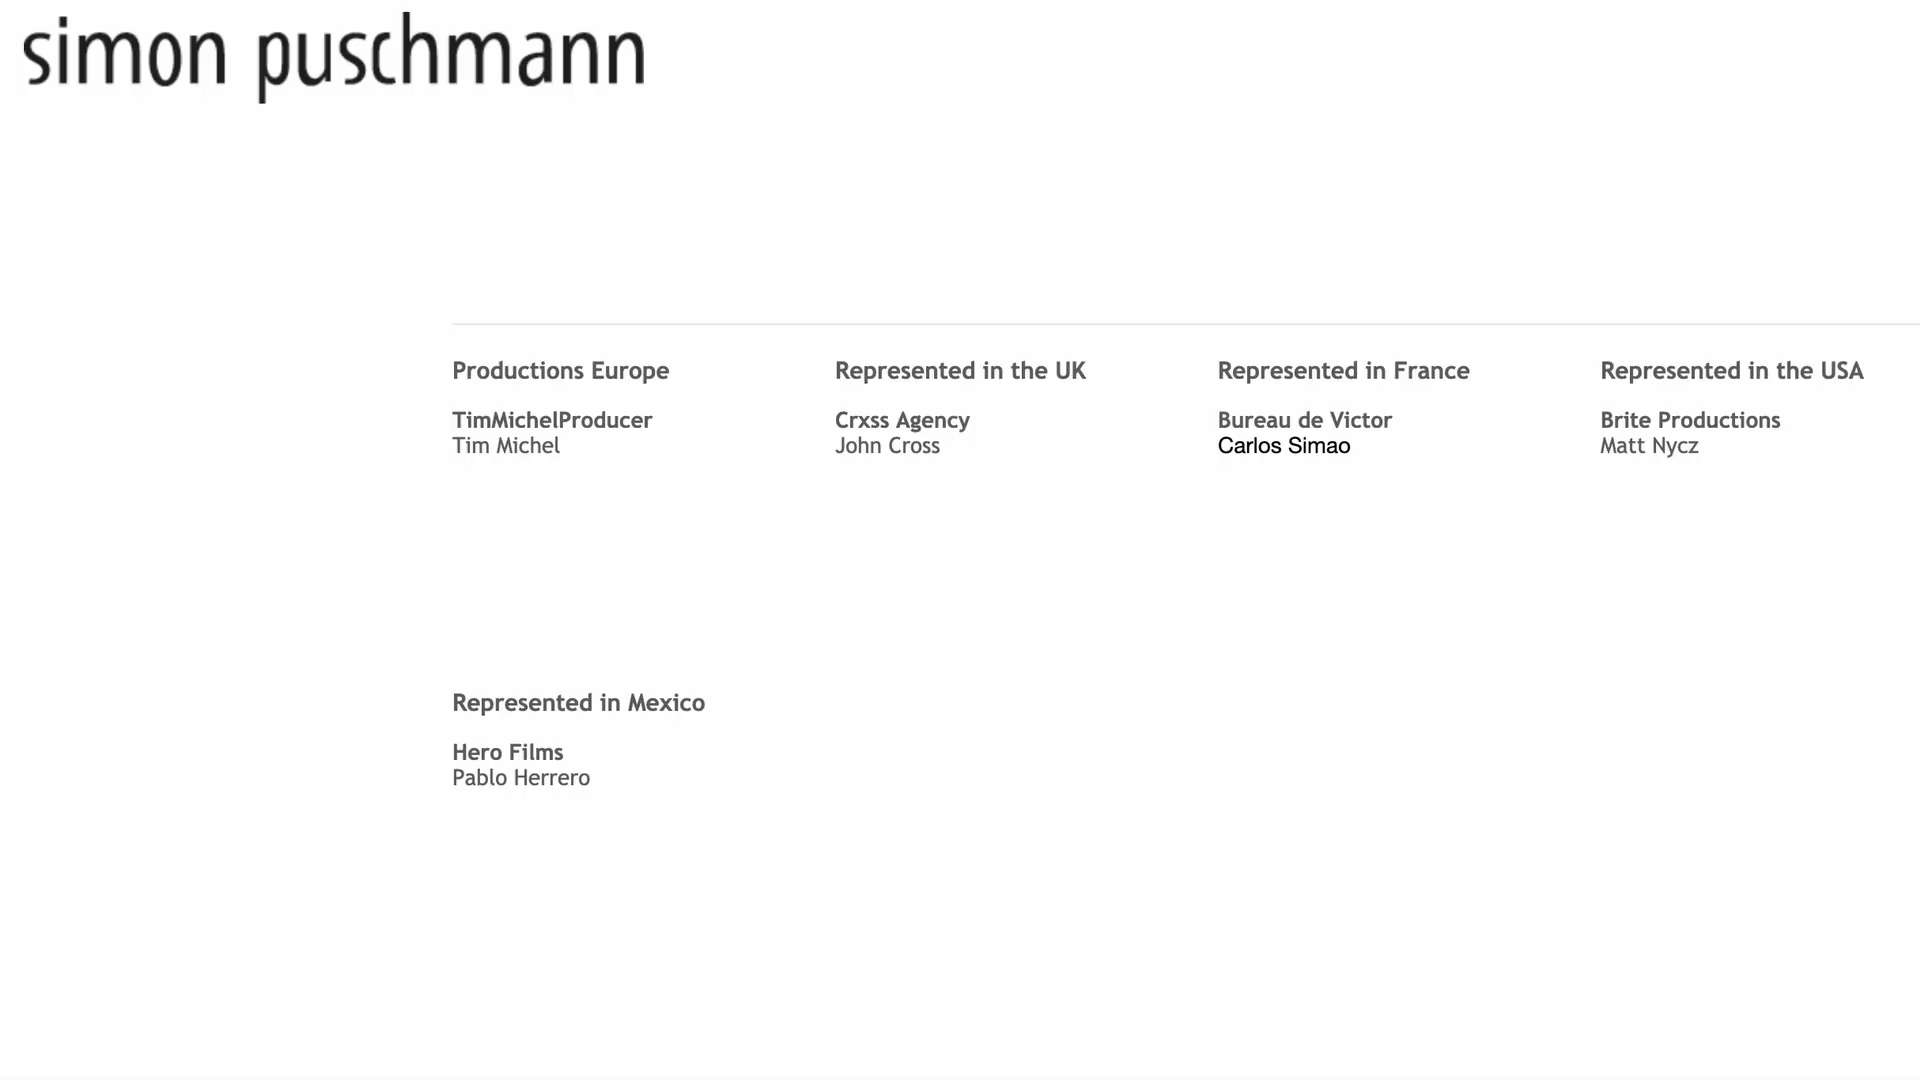 simon puschmann
Productions Europe
TimMichelProducer
Tim Michel
Represented in the UK
Crxss Agency
John Cross
Represented in France
Bureau de Victor
Carlos Simao
Represented in the USA
Brite Productions
Matt Nycz
Represented in Mexico
Hero Films
Pablo Herrero